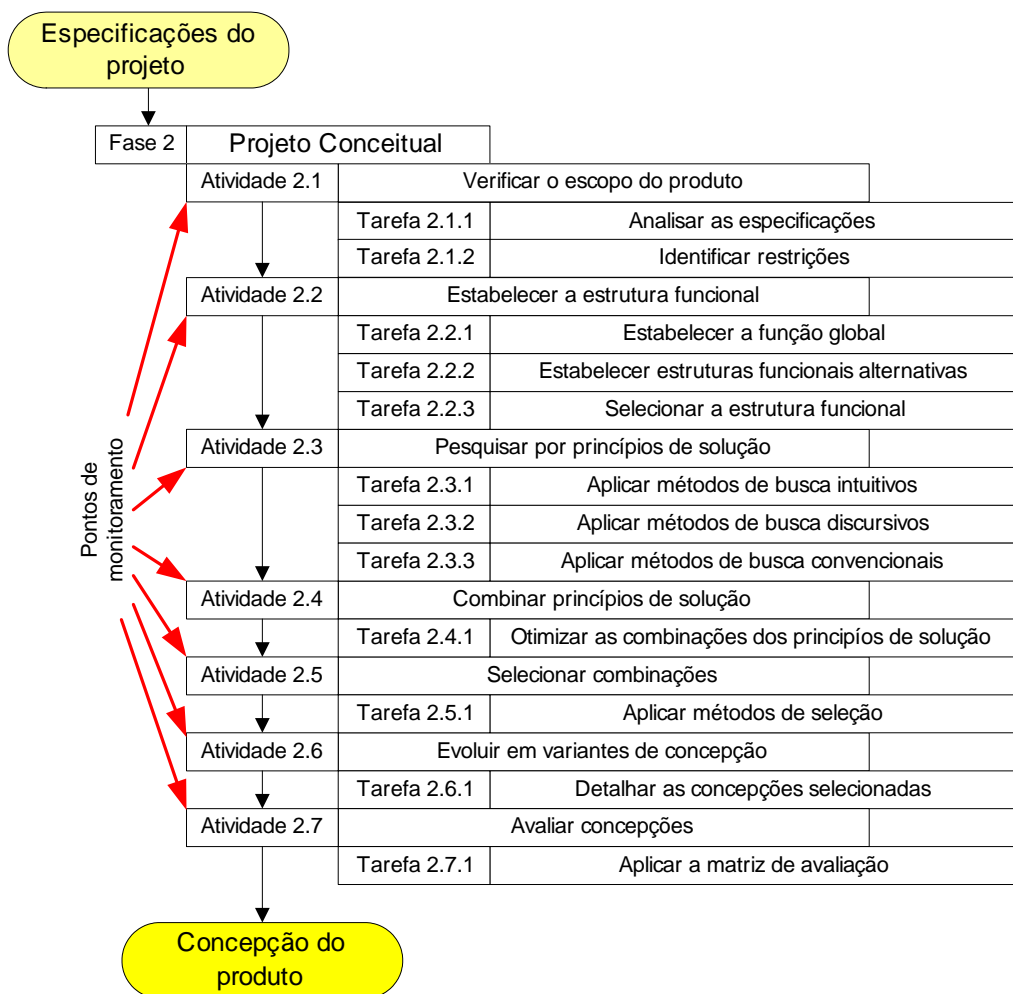 Especificações do
projeto
Fase 2
Projeto Conceitual
Atividade 2.1
Verificar o escopo do produto
Tarefa 2.1.1
Analisar as especificações
Tarefa 2.1.2
Identificar restrições
Atividade 2.2
Estabelecer a estrutura funcional
Tarefa 2.2.1
Estabelecer a função global
Tarefa 2.2.2
Estabelecer estruturas funcionais alternativas
Tarefa 2.2.3
Selecionar a estrutura funcional
Atividade 2.3
Pesquisar por princípios de solução
Tarefa 2.3.1
Aplicar métodos de busca intuitivos
Tarefa 2.3.2
Aplicar métodos de busca discursivos
Tarefa 2.3.3
Aplicar métodos de busca convencionais
Atividade 2.4
Combinar princípios de solução
Tarefa 2.4.1
Otimizar as combinações dos principíos de solução
Atividade 2.5
Selecionar combinações
Tarefa 2.5.1
Aplicar métodos de seleção
Atividade 2.6
Evoluir em variantes de concepção
Tarefa 2.6.1
Detalhar as concepções selecionadas
Atividade 2.7
Avaliar concepções
Tarefa 2.7.1
Aplicar a matriz de avaliação
Pontos de
monitoramento
Concepção do
produto